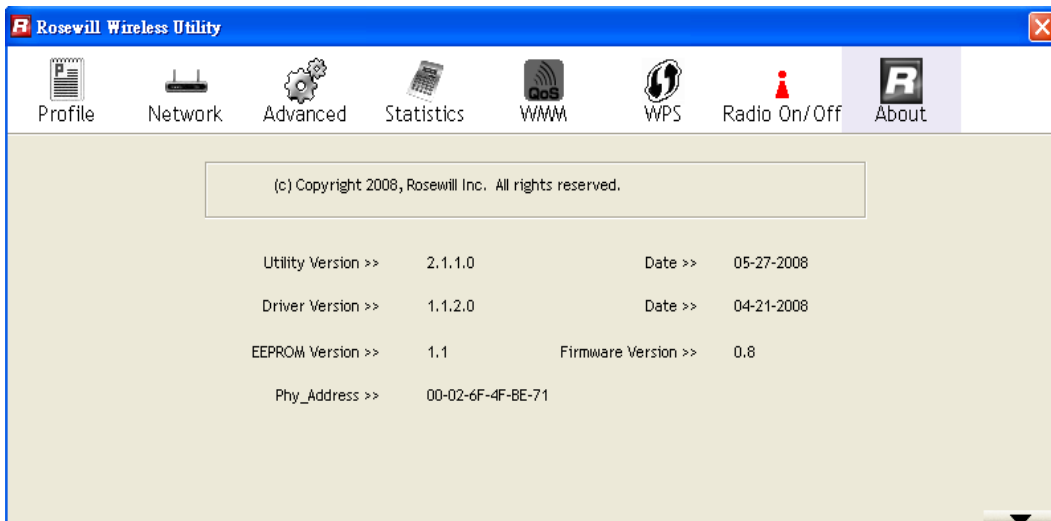 R Rosewill Wireless Utility
P
QoS
R
Profile Network Advanced Statistics WMM WPS Radio On/Off About
(c) Copyright 2008, Rosewill Inc. All rights reserved.
Utility Version >> 2.1.1.0 Date >> 05-27-2008
Driver Version >> 1.1.2.0 Date >> 04-21-2008
EEPROM Version >> 1.1 Firmware Version >> 0.8
Phy_Address >> 00-02-6F-4F-BE-71